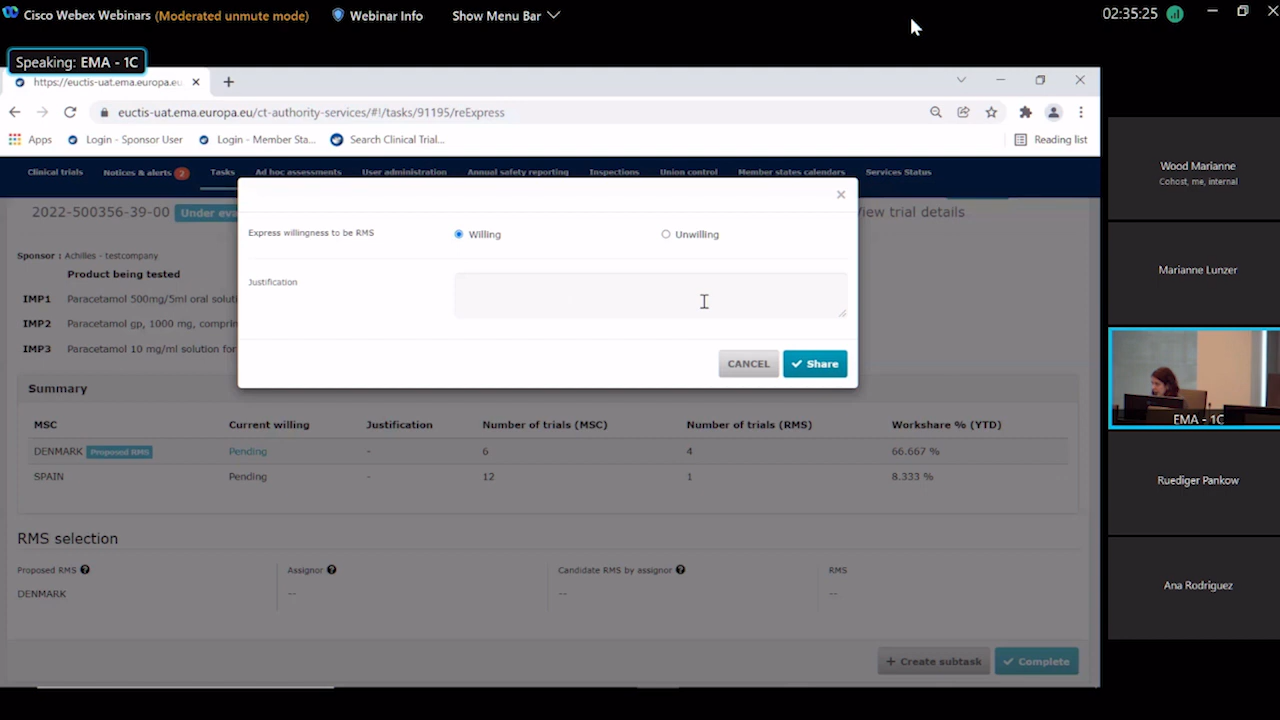 Cisco Webex Webinars (Moderated unmute mode) Webinar Info Show Menu Bar 02:35:25
Speaking: EMA - 1C
https://euctis-uat.ema.europa.eu
euctis-uat.ema.europa.eu/ct-authority-services/#!/tasks/91195/reExpress
Apps Login - Sponsor User Login - Member Sta... Search Clinical Trial... Reading list
Clinical trials Notices & alerts 2 Tasks Ad hoc assessments User administration Annual safety reporting Inspections Union control Member states calendars Services Status
2022-500356-39-00 Under eva View trial details
Express willingness to be RMS Willing Unwilling
Sponsor : Achilles - testcompany
Product being tested
Justification
IMP1 Paracetamol 500mg/5ml oral solut
IMP2 Paracetamol gp, 1000 mg, comprim
IMP3 Paracetamol 10 mg/ml solution for
CANCEL Share
Summary
MSC Current willing Justification Number of trials (MSC) Number of trials (RMS) Workshare % (YTD)
DENMARK Proposed RMS Pending - 6 4 66.667 %
SPAIN Pending - 12 1 8.333 %
RMS selection
Proposed RMS Assignor Candidate RMS by assignor RMS
DENMARK -- -- --
+ Create subtask Complete
Wood Marianne
Cohost, me, internal
Marianne Lunzer
EMA - 1C
Ruediger Pankow
Ana Rodriguez